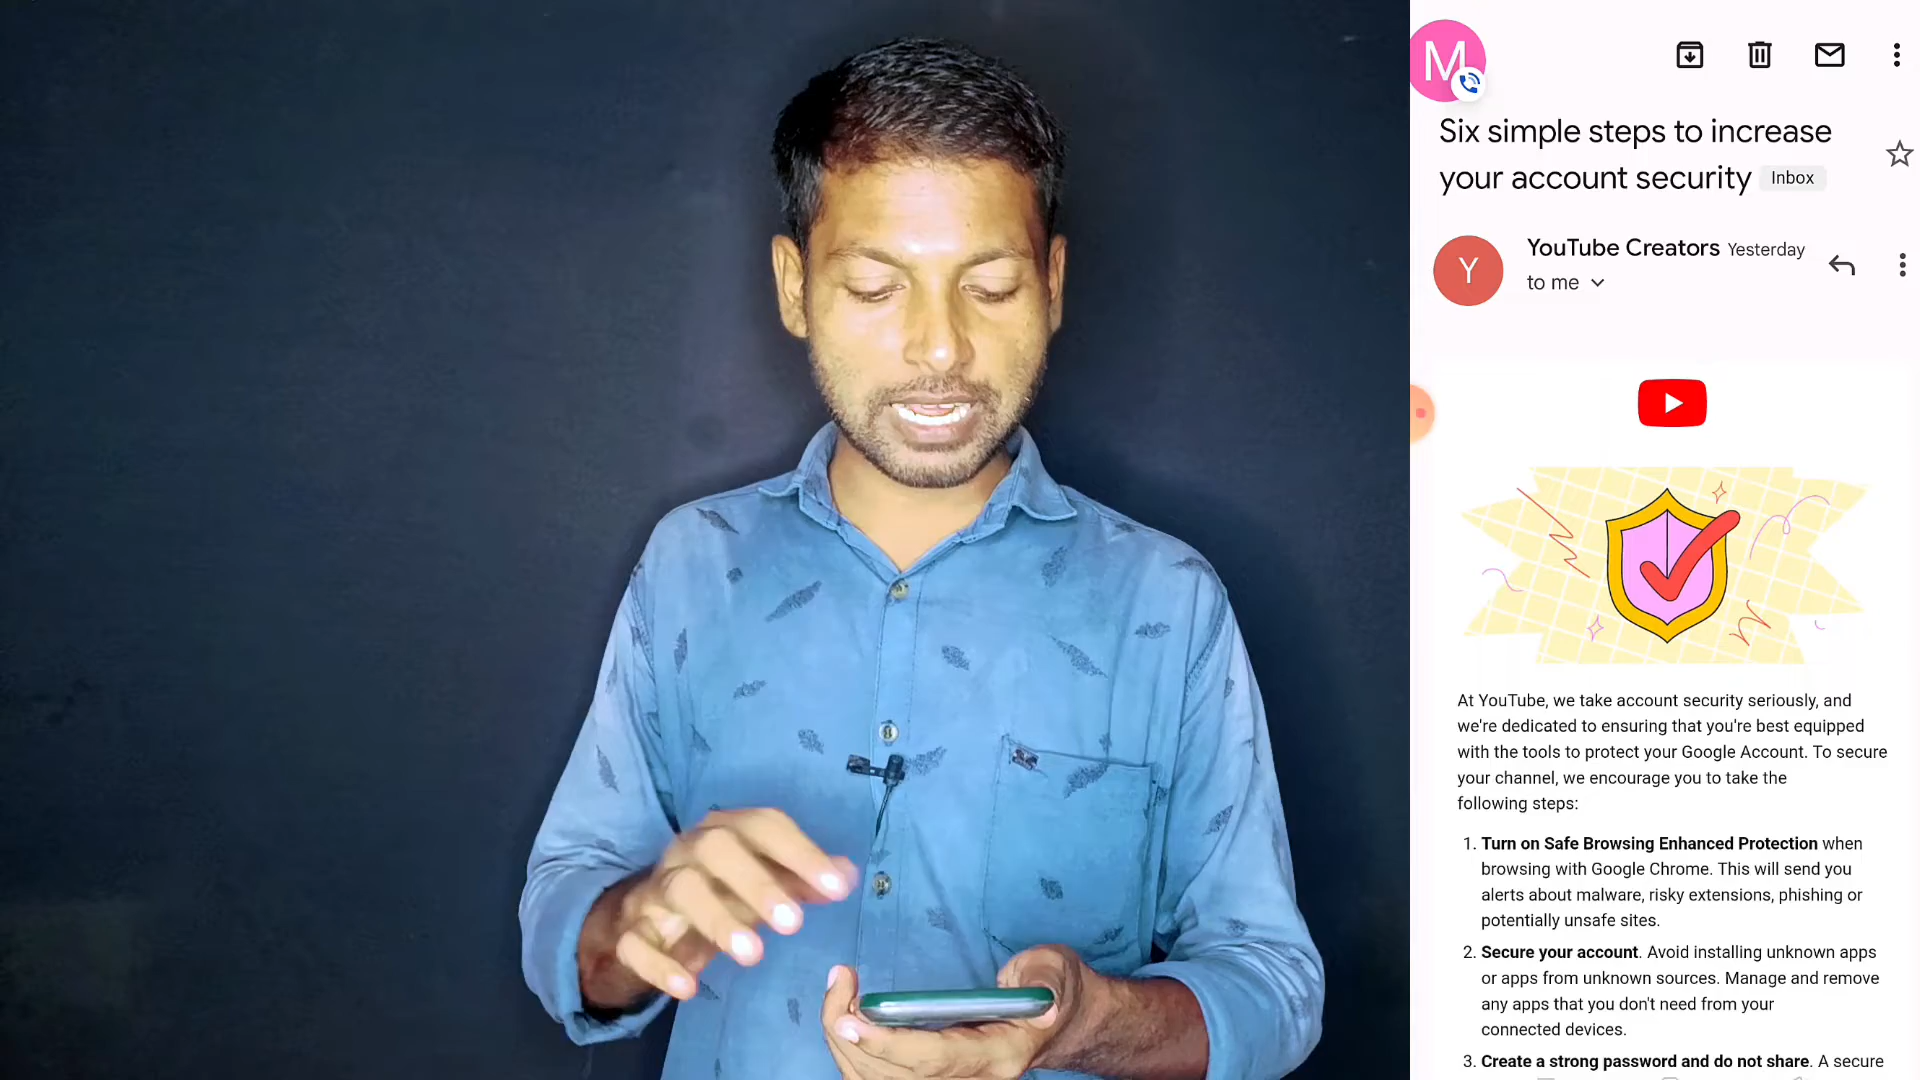 M
Six simple steps to increase
your account security Inbox
Y
YouTube Creators Yesterday
to me
At YouTube, we take account security seriously, and
we're dedicated to ensuring that you're best equipped
with the tools to protect your Google Account. To secure
your channel, we encourage you to take the
following steps:
1. Turn on Safe Browsing Enhanced Protection when
browsing with Google Chrome. This will send you
alerts about malware, risky extensions, phishing or
potentially unsafe sites.
2. Secure your account. Avoid installing unknown apps
or apps from unknown sources. Manage and remove
any apps that you don't need from your
connected devices.
3. Create a strong password and do not share. A secure